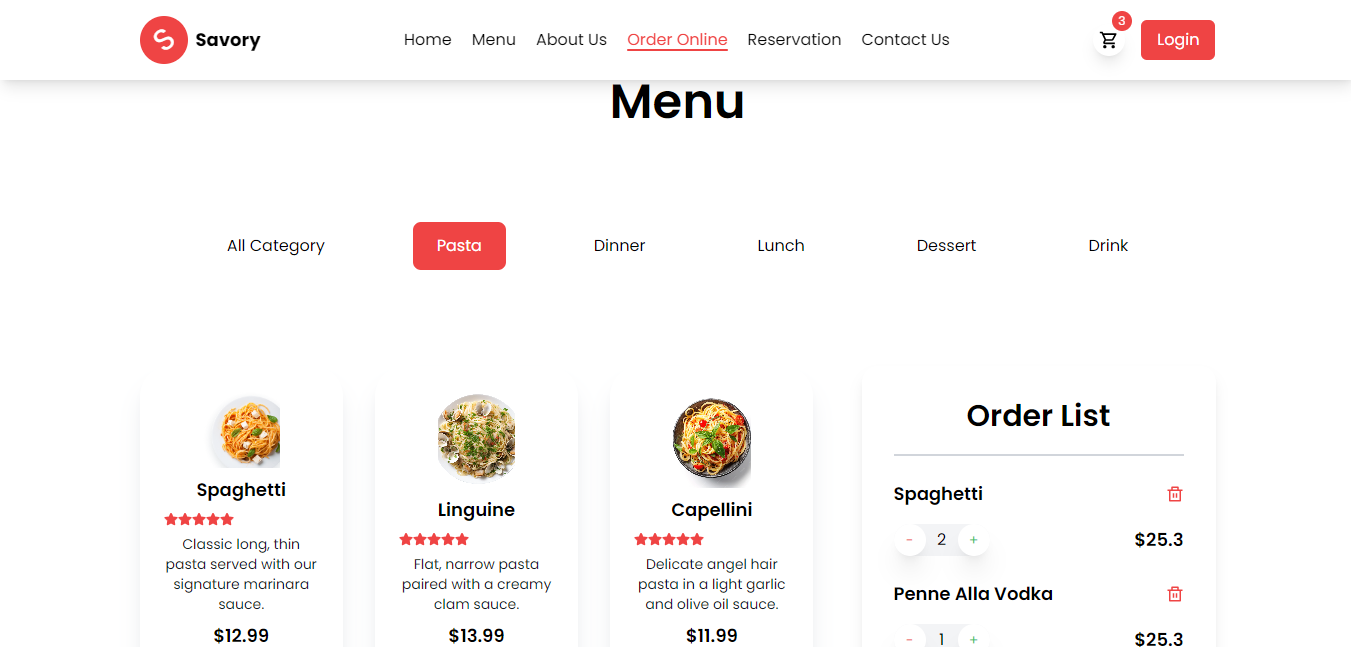 Savory
Home Menu About Us Order Online Reservation Contact Us
3
Login
Menu
All Category Pasta Dinner Lunch Dessert Drink
Spaghetti
Classic long, thin
pasta served with our
signature marinara
sauce.
$12.99
Linguine
Flat, narrow pasta
paired with a creamy
clam sauce.
$13.99
Capellini
Delicate angel hair
pasta in a light garlic
and olive oil sauce.
$11.99
Order List
Spaghetti
- 2 + $25.3
Penne Alla Vodka
- 1 + $25.3